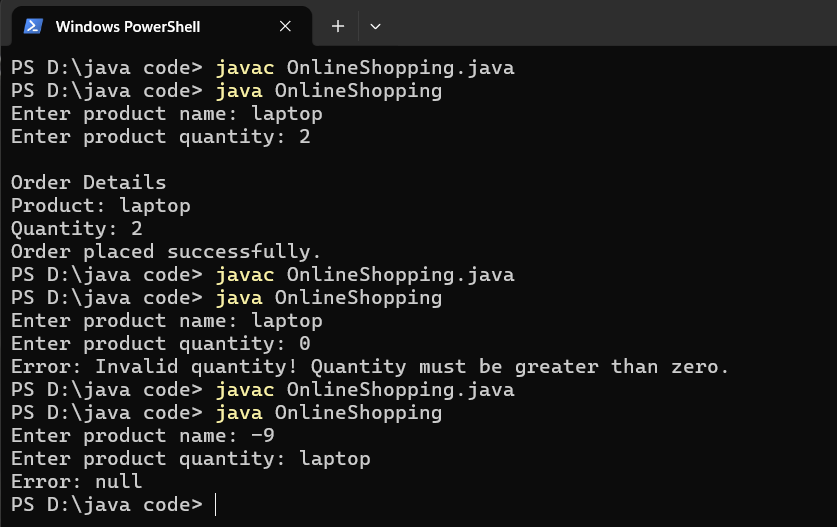 Windows PowerShell
PS D:\java code> javac OnlineShopping.java
PS D:\java code> java OnlineShopping
Enter product name: laptop
Enter product quantity: 2

Order Details
Product: laptop
Quantity: 2
Order placed successfully.
PS D:\java code> javac OnlineShopping.java
PS D:\java code> java OnlineShopping
Enter product name: laptop
Enter product quantity: 0
Error: Invalid quantity! Quantity must be greater than zero.
PS D:\java code> javac OnlineShopping.java
PS D:\java code> java OnlineShopping
Enter product name: -9
Enter product quantity: laptop
Error: null
PS D:\java code>